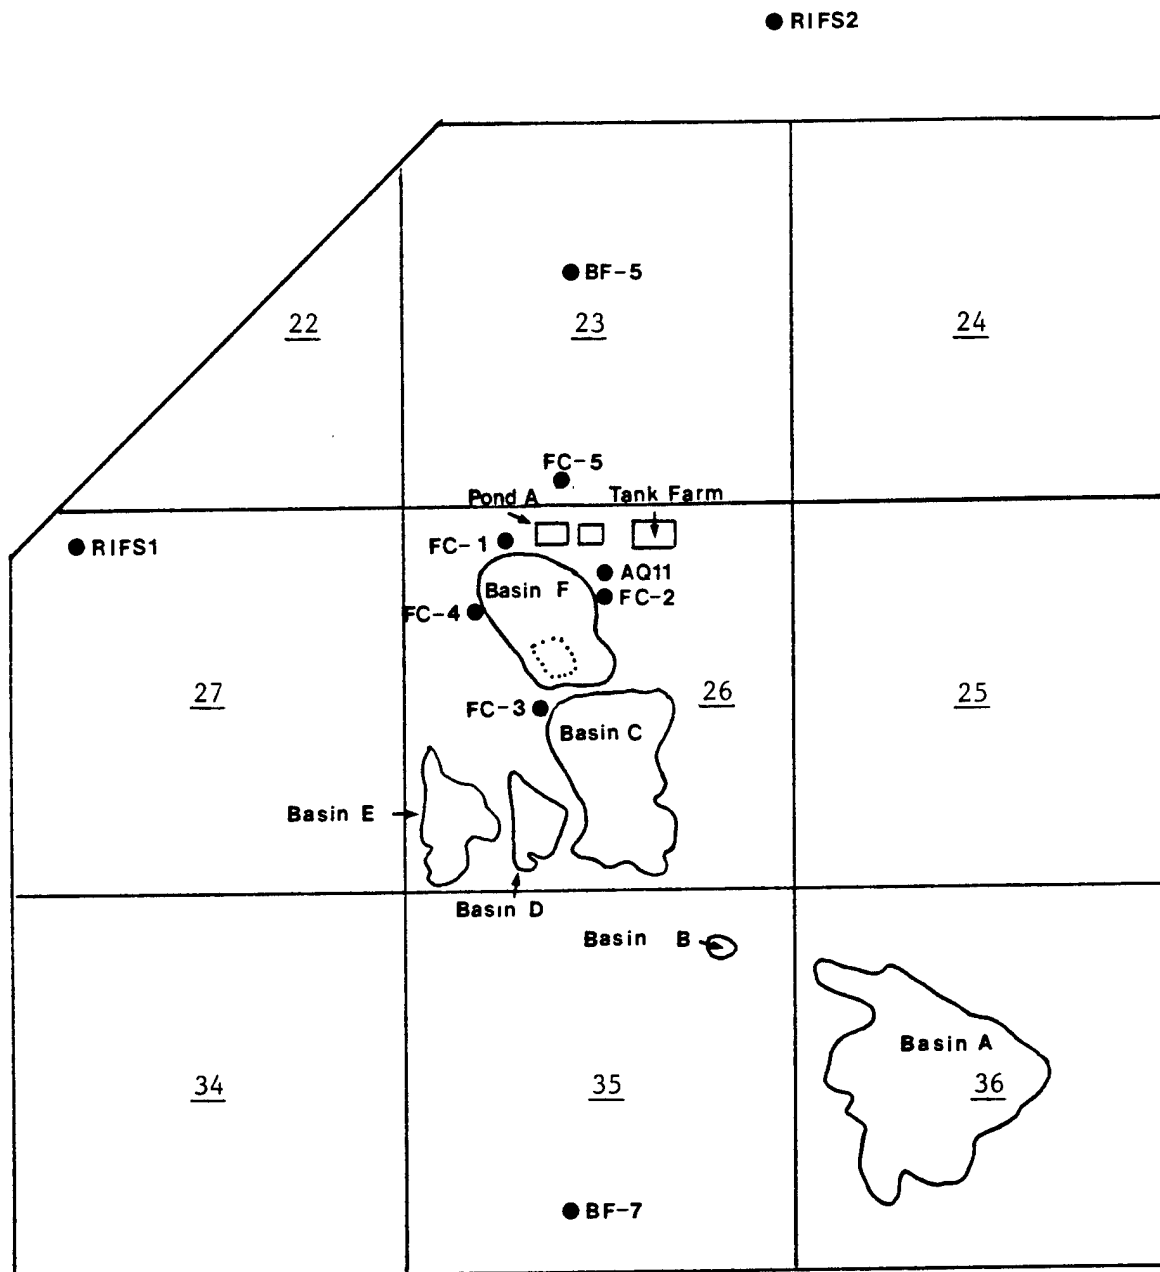 RIFS2
BF-5
22
23
24
FC-5
Pond A
Tank Farm
FC-1
RIFS1
AQ11
Basin F
FC-2
FC-4
27
26
25
FC-3
Basin C
Basin E
Basin D
Basin B
Basin A
34
35
36
BF-7